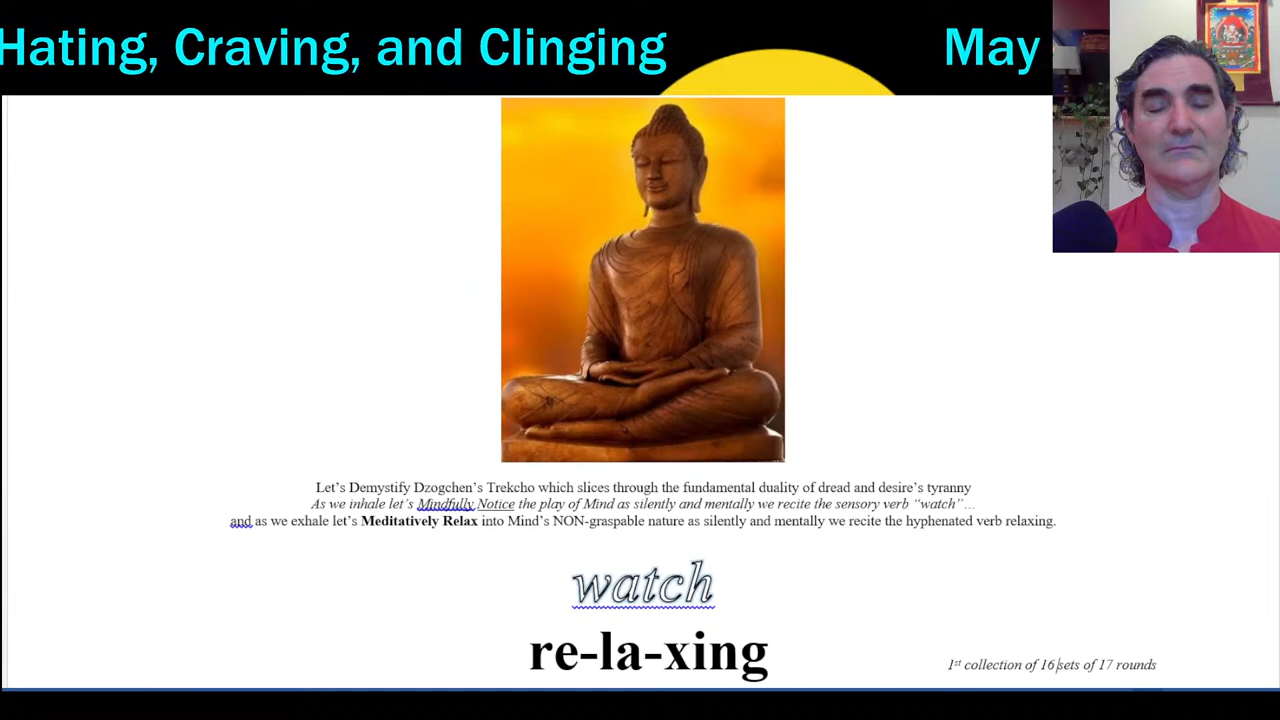 Hating, Craving, and Clinging May
Let's Demystify Dzogchen's Trekcho which slices through the fundamental duality of dread and desire's tyranny
As we inhale let's Mindfully Notice the play of Mind as silently and mentally we recite the sensory verb "watch"...
and as we exhale let's Meditatively Relax into Mind's NON-graspable nature as silently and mentally we recite the hyphenated verb relaxing.
watch
re-la-xing
1st collection of 16 sets of 17 rounds